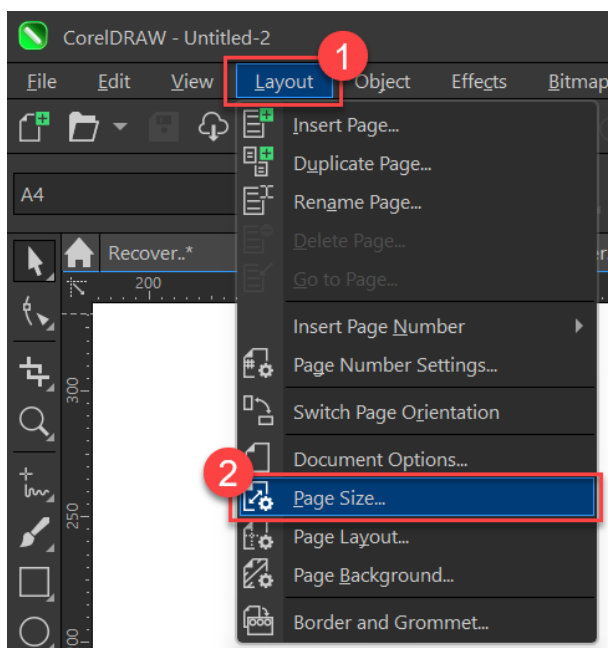 CorelDRAW - Untitled-2
1
File Edit View Layout Object Effects Bitmap
Insert Page...
Duplicate Page...
A4
Rename Page...
Delete Page...
Recover..*
Go to Page...
200
Insert Page Number
Page Number Settings...
300
Switch Page Orientation
Document Options...
2
Page Size...
250
Page Layout...
Page Background...
Border and Grommet...